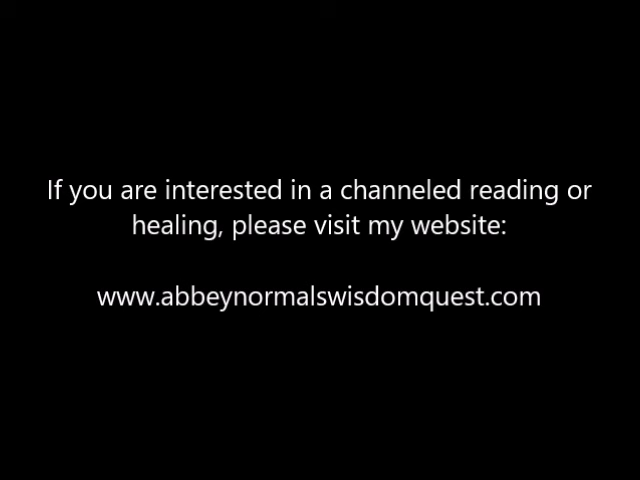 If you are interested in a channeled reading or
healing, please visit my website:
www.abbeynormalswisdomquest.com